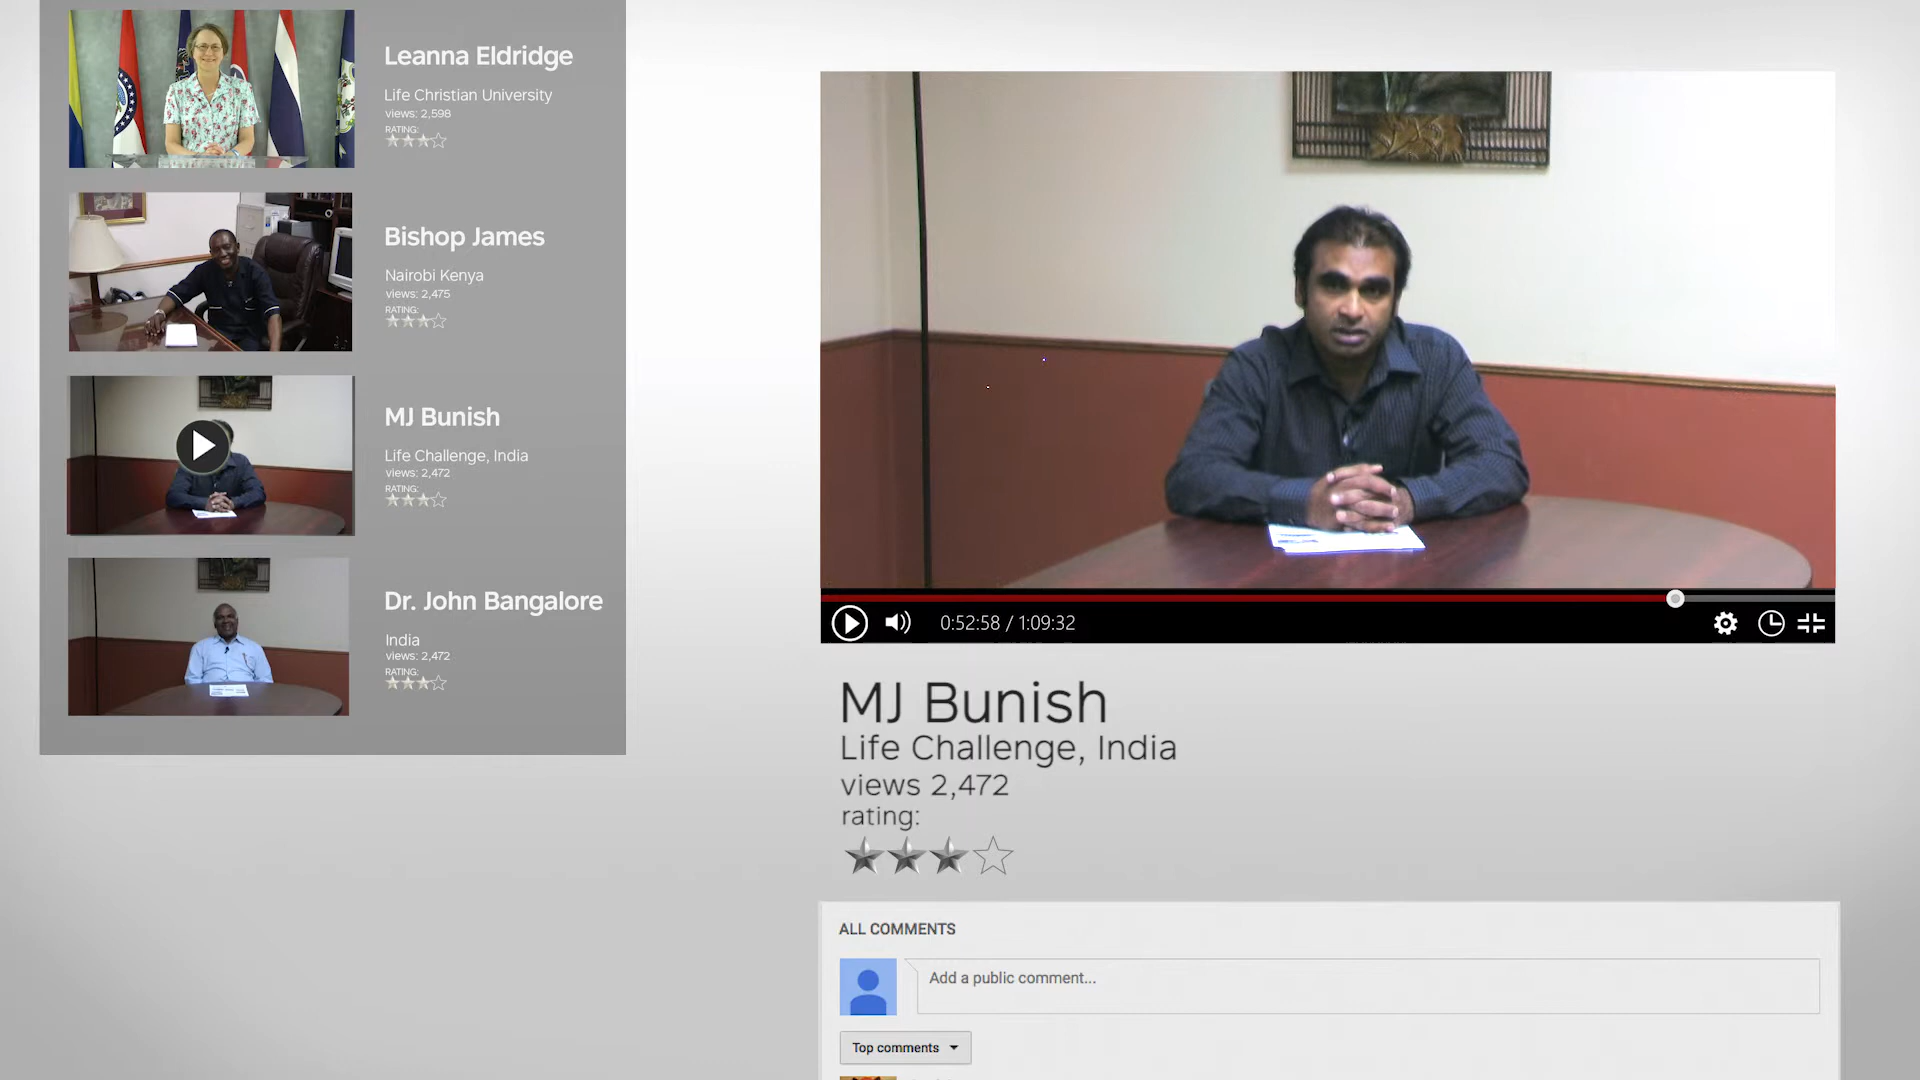 Leanna Eldridge
Life Christian University
views: 2,598
RATING:
Bishop James
Nairobi Kenya
views: 2,475
RATING:
MJ Bunish
Life Challenge, India
views: 2,472
RATING:
Dr. John Bangalore
India
views: 2,472
RATING:
0:52:58 / 1:09:32
MJ Bunish
Life Challenge, India
views 2,472
rating:
ALL COMMENTS
Add a public comment...
Top comments